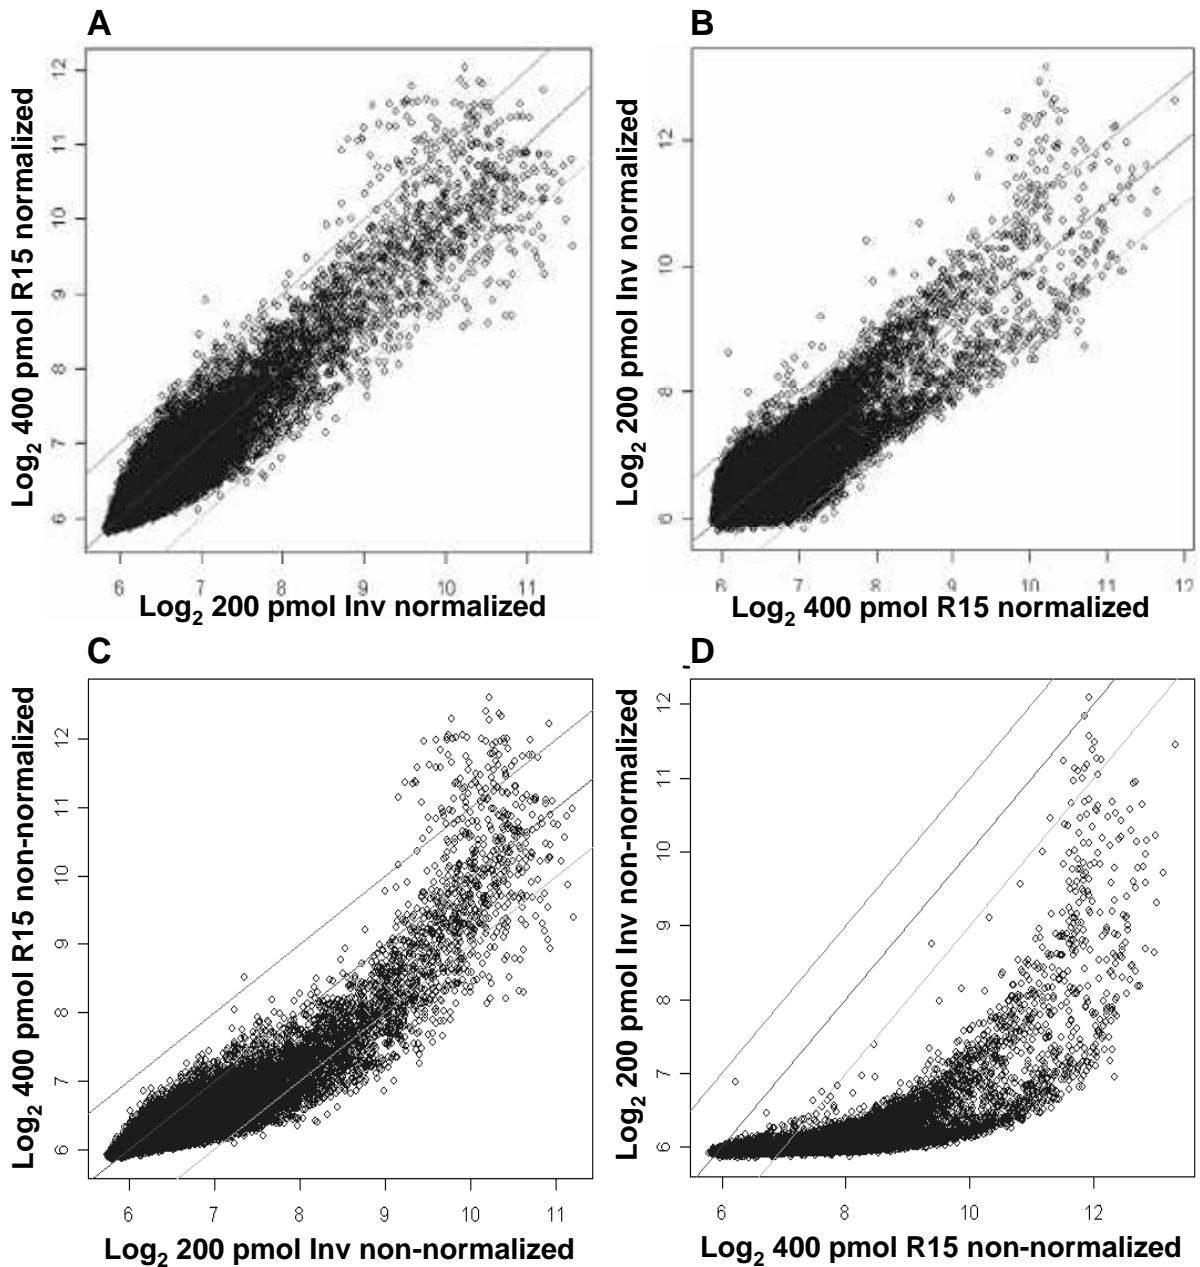 A
B
Log2 400 pmol R15 normalized
12
11
10
9
8
7
6
6 7 8 9 10 11
Log2 200 pmol Inv normalized
Log2 200 pmol Inv normalized
12
10
8
6
6 7 8 9 10 11 12
Log2 400 pmol R15 normalized
C
D
Log2 400 pmol R15 non-normalized
12
11
10
9
8
7
6
6 7 8 9 10 11
Log2 200 pmol Inv non-normalized
Log2 200 pmol Inv non-normalized
12
11
10
9
8
7
6
6 8 10 12
Log2 400 pmol R15 non-normalized